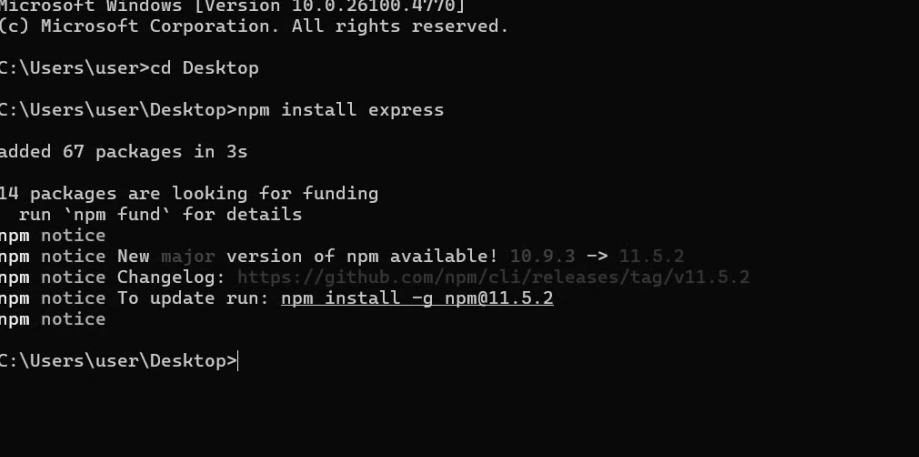 Microsoft Windows [Version 10.0.26100.4770]
(c) Microsoft Corporation. All rights reserved.
C:\Users\user>cd Desktop
C:\Users\user\Desktop>npm install express
added 67 packages in 3s
14 packages are looking for funding
run `npm fund` for details
npm notice
npm notice New major version of npm available! 10.9.3 -> 11.5.2
npm notice Changelog: https://github.com/npm/cli/releases/tag/v11.5.2
npm notice To update run: npm install -g npm@11.5.2
npm notice
C:\Users\user\Desktop>